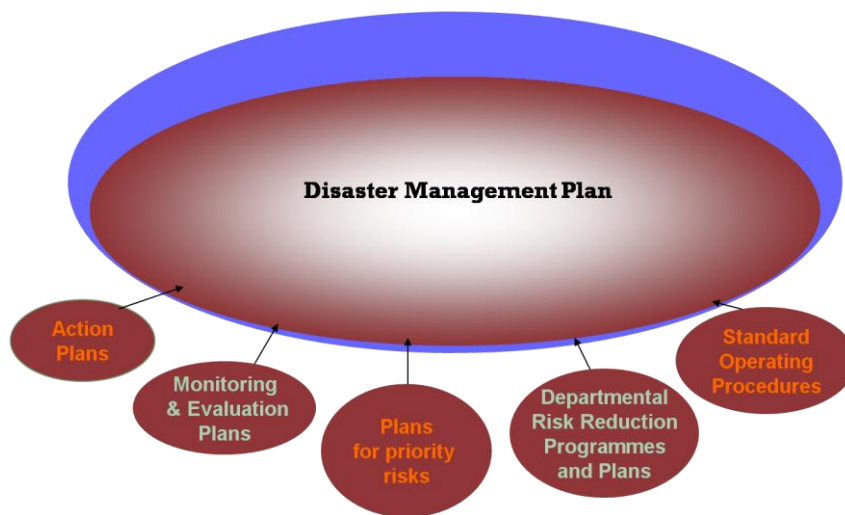 Disaster Management Plan
Action
Plans
Monitoring
& Evaluation
Plans
Plans
for priority
risks
Departmental
Risk Reduction
Programmes
and Plans
Standard
Operating
Procedures